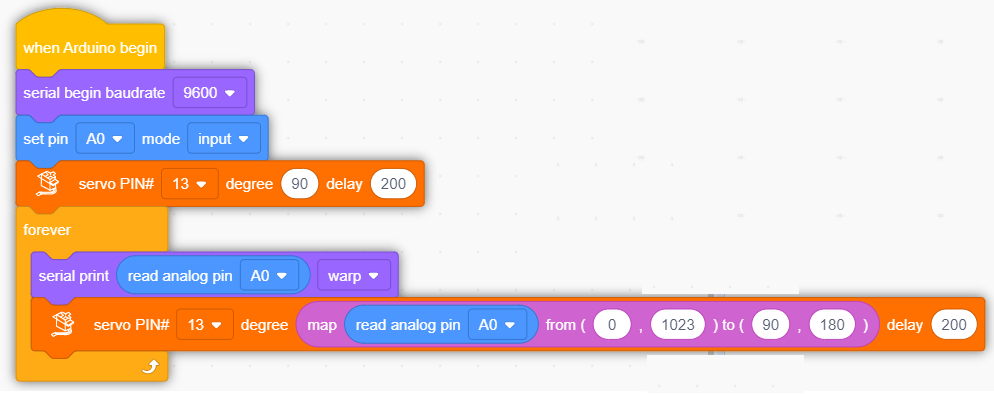 when Arduino begin
serial begin baudrate 9600
set pin A0 mode input
servo PIN# 13 degree 90 delay 200
forever
serial print read analog pin A0 warp
servo PIN# 13 degree map read analog pin A0 from ( 0 , 1023 ) to ( 90 , 180 ) delay 200